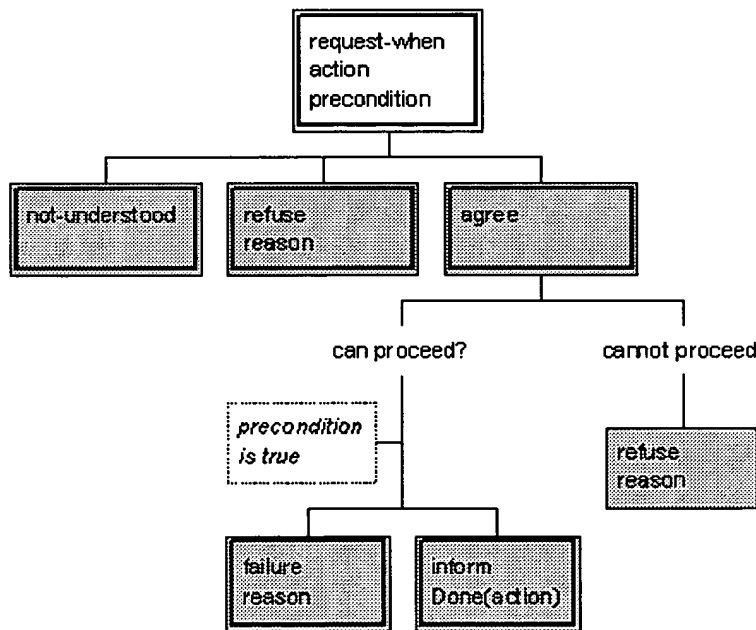 request-when
action
precondition
not-understood
refuse
reason
agree
can proceed?
cannot proceed
precondition
is true
refuse
reason
failure
reason
inform
Done(action)